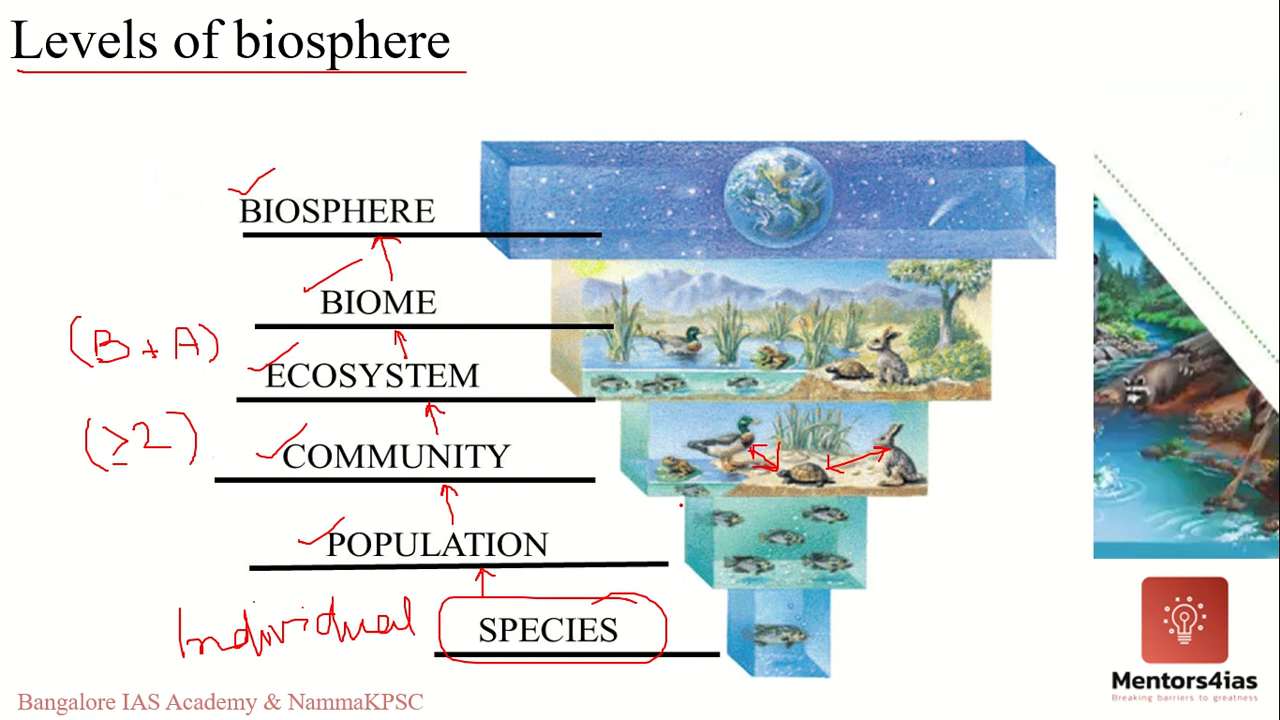 Levels of biosphere
BIOSPHERE
BIOME
(B + A)
ECOSYSTEM
(≥2)
COMMUNITY
POPULATION
Individual
SPECIES
Mentors4ias
Breaking barriers to greatness
Bangalore IAS Academy & NammaKPSC